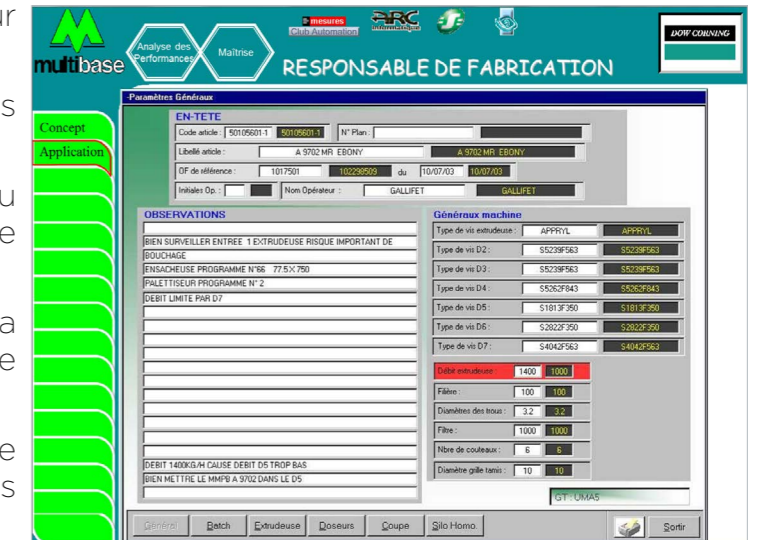 ur
s
u
e
a
e
e
s
multibase
Analyse des Performances
Maîtrise
mesures
Club Automation
ARC
informatique
RESPONSABLE DE FABRICATION
DOW CORNING
Concept
Application
-Paramètres Généraux
EN-TETE
Code article : 50105601-1 50105601-1 N° Plan :
Libellé article : A 9702 MR EBONY A 9702 MR EBONY
OF de référence : 1017501 102298509 du 10/07/03 10/07/03
Initiales Op. : Nom Opérateur : GALLIFET GALLIFET
OBSERVATIONS
BIEN SURVEILLER ENTREE 1 EXTRUDEUSE RISQUE IMPORTANT DE
BOUCHAGE
ENSACHEUSE PROGRAMME N°66 77.5X750
PALETTISEUR PROGRAMME N° 2
DEBIT LIMITE PAR D7
DEBIT 1400KG/H CAUSE DEBIT D5 TROP BAS
BIEN METTRE LE MMPB A 9702 DANS LE D5
Généraux machine
Type de vis extrudeuse : APPRYL APPRYL
Type de vis D2 : S5239F563 S5239F563
Type de vis D3 : S5239F563 S5239F563
Type de vis D4 : S5262F843 S5262F843
Type de vis D5 : S1813F350 S1813F350
Type de vis D6 : S2822F350 S2822F350
Type de vis D7 : S4042F563 S4042F563
Débit extrudeuse : 1400 1000
Filière : 100 100
Diamètres des trous : 3.2 3.2
Filtre : 1000 1000
Nbre de couteaux : 6 6
Diamètre grille tamis : 10 10
GT : UMA5
Général Batch Extrudeuse Doseurs Coupe Silo Homo. Sortir